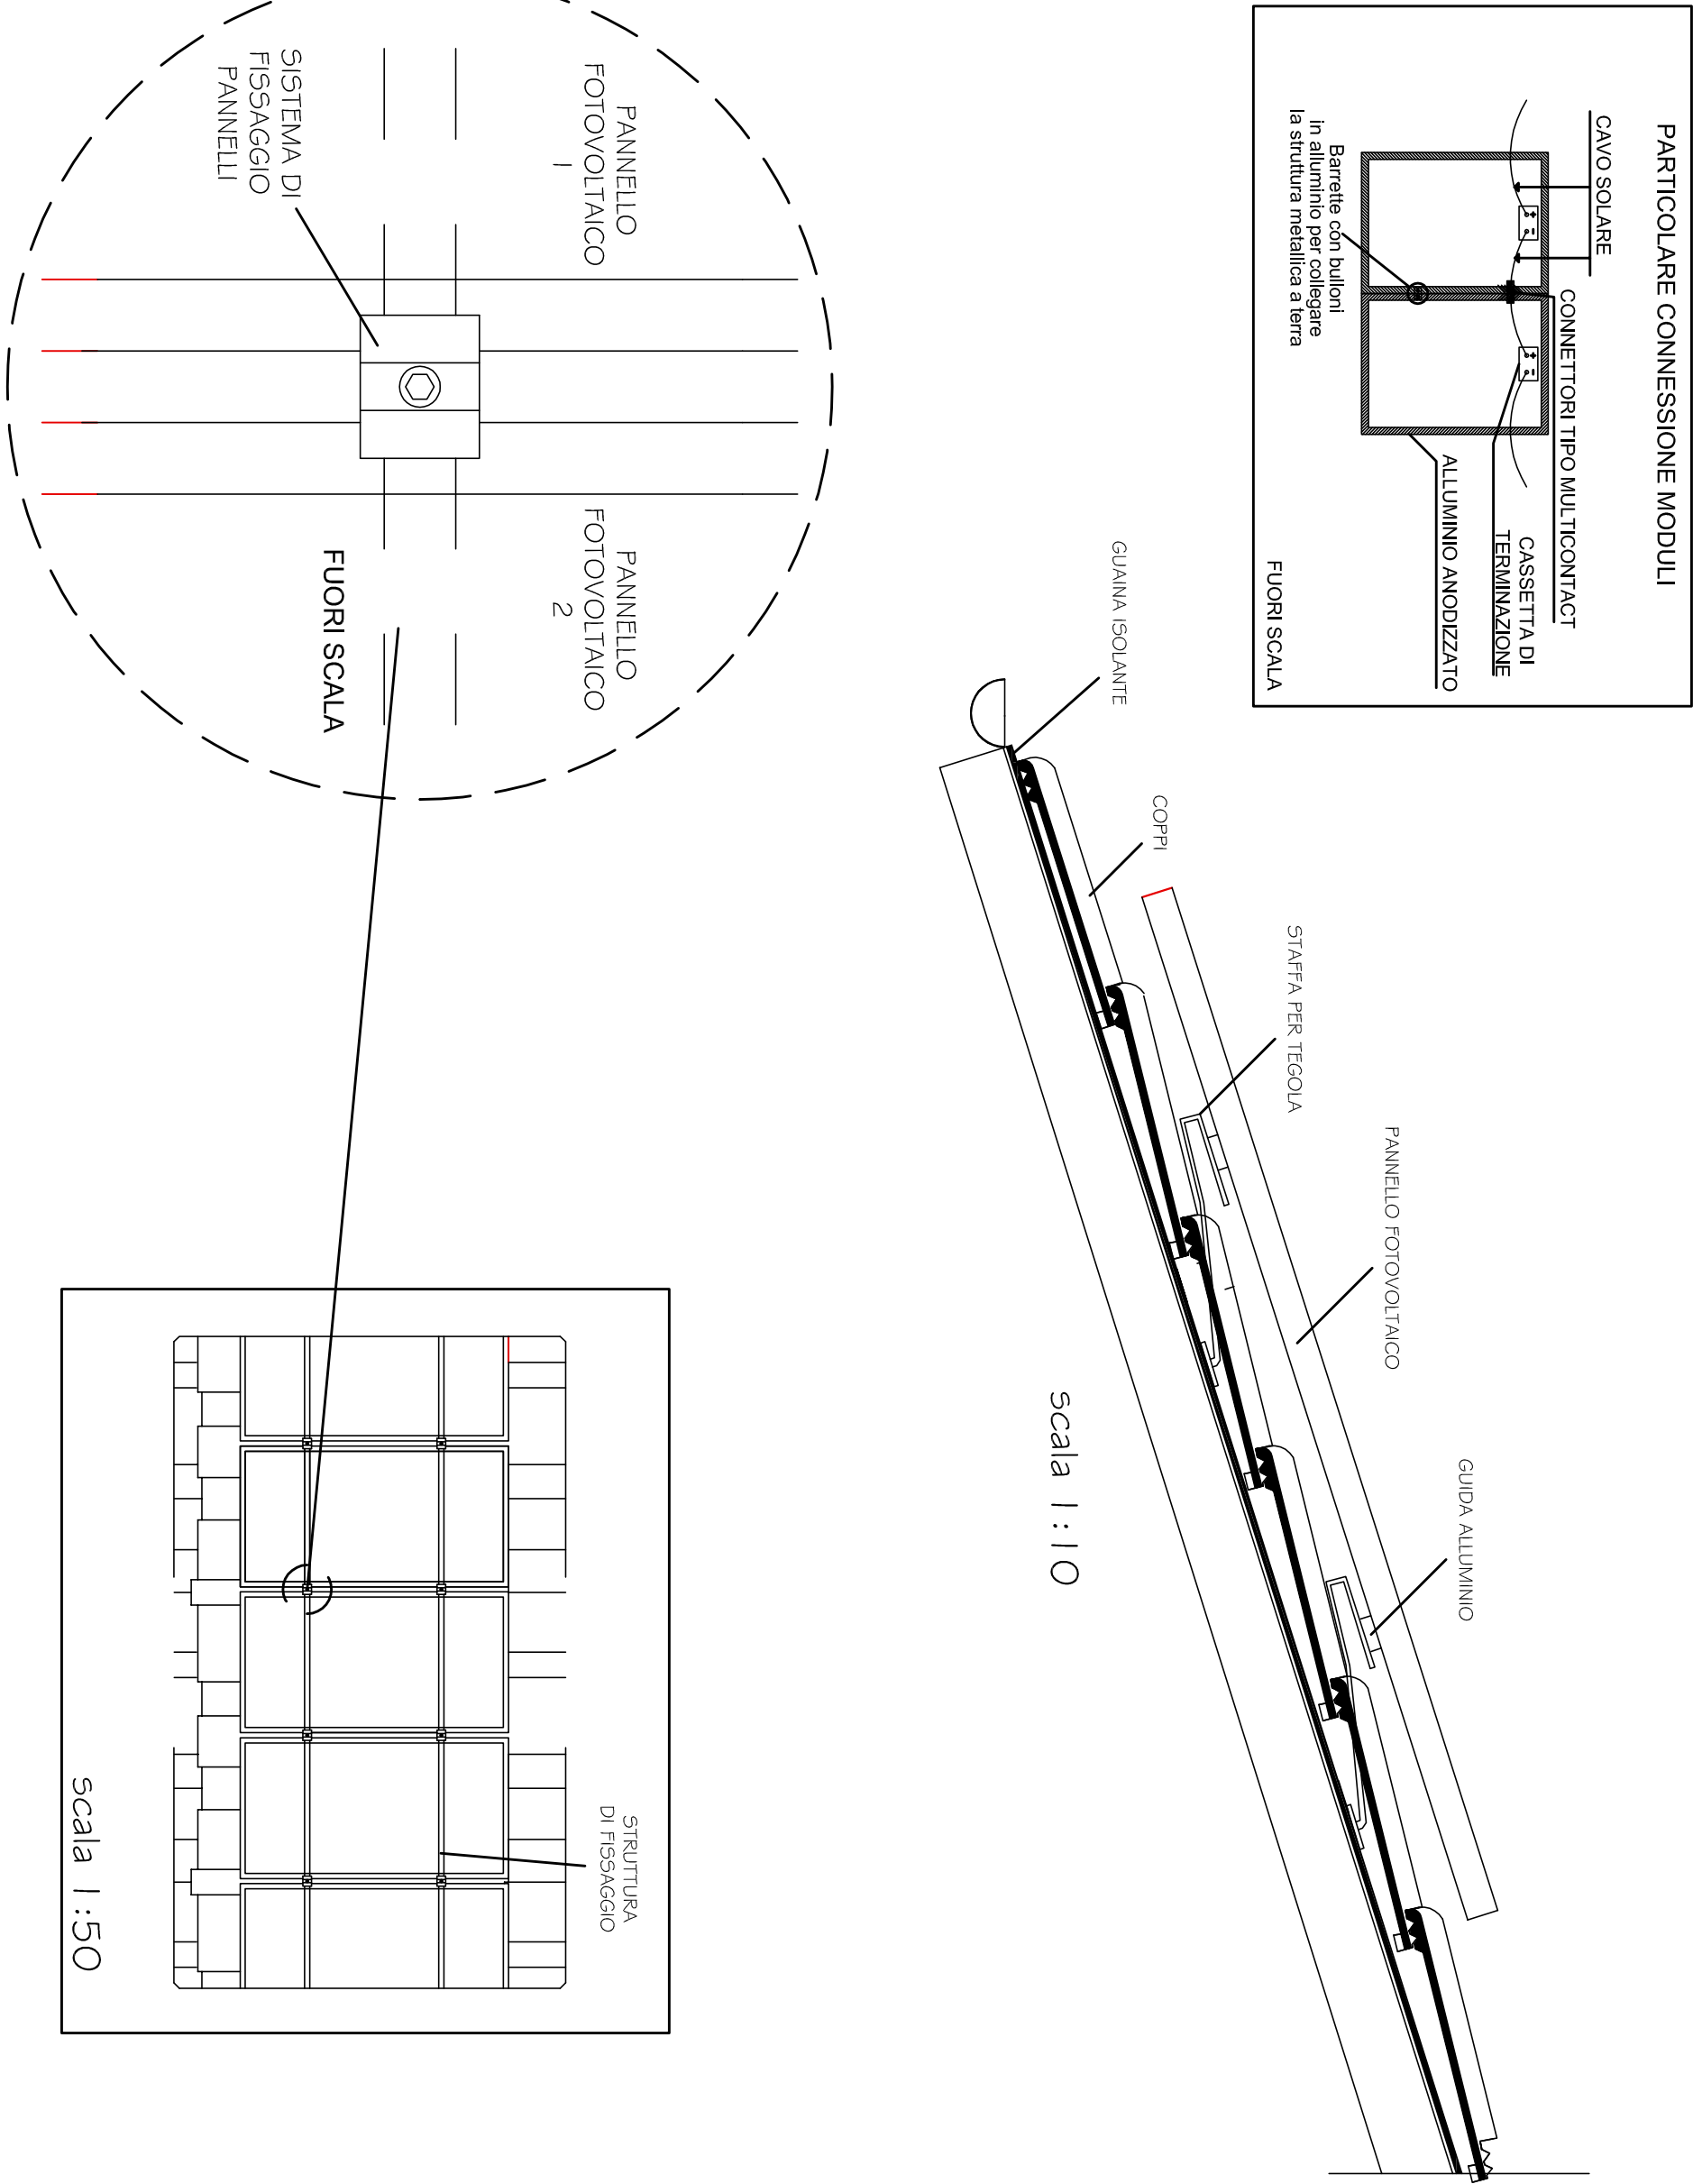 PARTICOLARE CONNESSIONE MODULI
CAVO SOLARE
CONNETTORI TIPO MULTICONTACT
CASSETTA DI
TERMINAZIONE
ALLUMINIO ANODIZZATO
Barrette con bulloni
in alluminio per collegare
la struttura metallica a terra
+ -
+ -
FUORI SCALA
GUAINA ISOLANTE
COPPI
STAFFA PER TEGOLA
PANNELLO FOTOVOLTAICO
GUIDA ALLUMINIO
scala 1:10
PANNELLO
FOTOVOLTAICO
1
PANNELLO
FOTOVOLTAICO
2
SISTEMA DI
FISSAGGIO
PANNELLI
FUORI SCALA
STRUTTURA
DI FISSAGGIO
scala 1:50